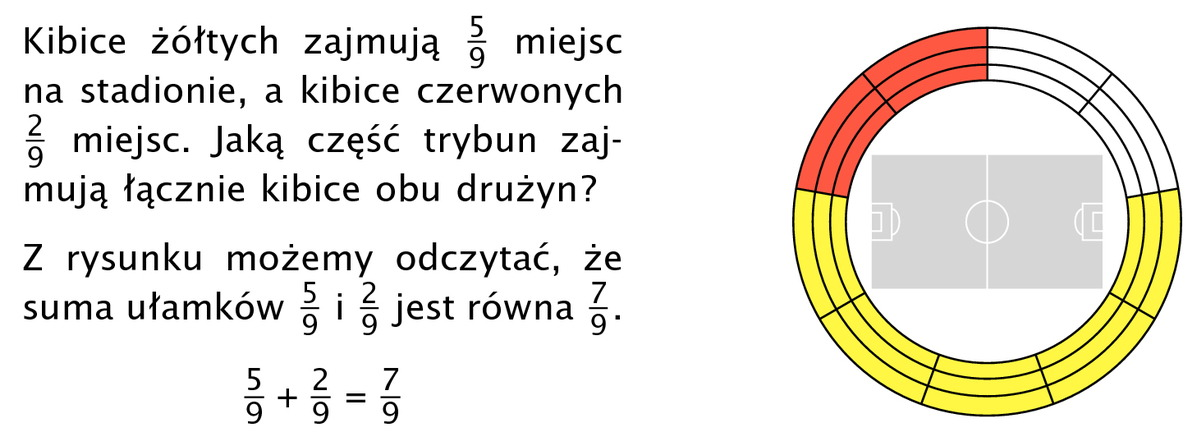 Kibice żółtych zajmują 5/9 miejsc
na stadionie, a kibice czerwonych
2/9 miejsc. Jaką część trybun zaj-
mują łącznie kibice obu drużyn?
Z rysunku możemy odczytać, że
suma ułamków 5/9 i 2/9 jest równa 7/9.
5/9 + 2/9 = 7/9